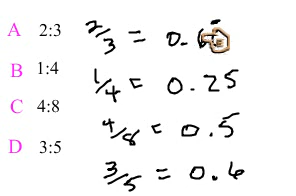 A 2:3 2/3 = 0.6
B 1:4 1/4 = 0.25
C 4:8 4/8 = 0.5
D 3:5 3/5 = 0.6